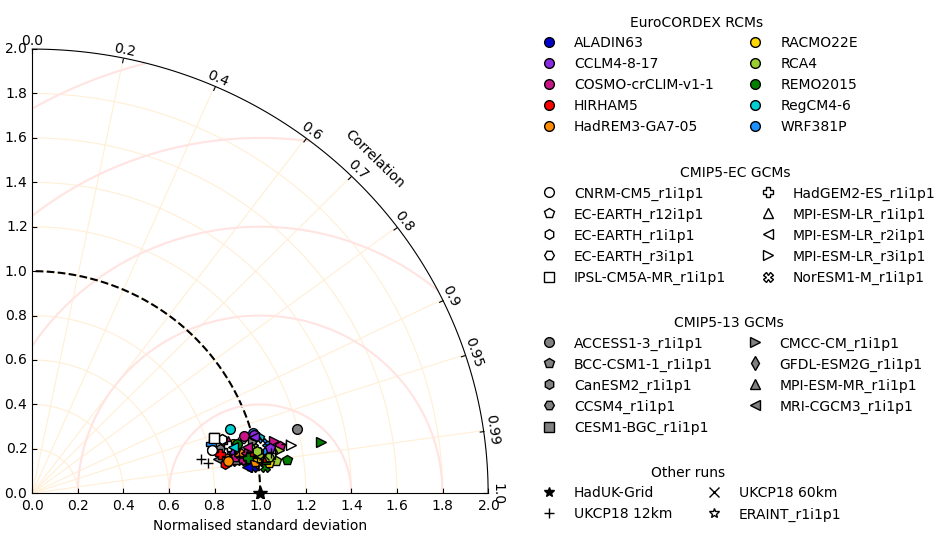 0.0
0.2
0.4
0.6
Correlation
0.7
0.8
0.9
0.95
0.99
1.0
2.0
1.8
1.6
1.4
1.2
1.0
0.8
0.6
0.4
0.2
0.0
0.0 0.2 0.4 0.6 0.8 1.0 1.2 1.4 1.6 1.8 2.0
Normalised standard deviation
EuroCORDEX RCMs
ALADIN63 RACMO22E
CCLM4-8-17 RCA4
COSMO-crCLIM-v1-1 REMO2015
HIRHAM5 RegCM4-6
HadREM3-GA7-05 WRF381P
CMIP5-EC GCMs
CNRM-CM5_r1i1p1 HadGEM2-ES_r1i1p1
EC-EARTH_r12i1p1 MPI-ESM-LR_r1i1p1
EC-EARTH_r1i1p1 MPI-ESM-LR_r2i1p1
EC-EARTH_r3i1p1 MPI-ESM-LR_r3i1p1
IPSL-CM5A-MR_r1i1p1 NorESM1-M_r1i1p1
CMIP5-13 GCMs
ACCESS1-3_r1i1p1 CMCC-CM_r1i1p1
BCC-CSM1-1_r1i1p1 GFDL-ESM2G_r1i1p1
CanESM2_r1i1p1 MPI-ESM-MR_r1i1p1
CCSM4_r1i1p1 MRI-CGCM3_r1i1p1
CESM1-BGC_r1i1p1
Other runs
HadUK-Grid UKCP18 60km
UKCP18 12km ERAINT_r1i1p1